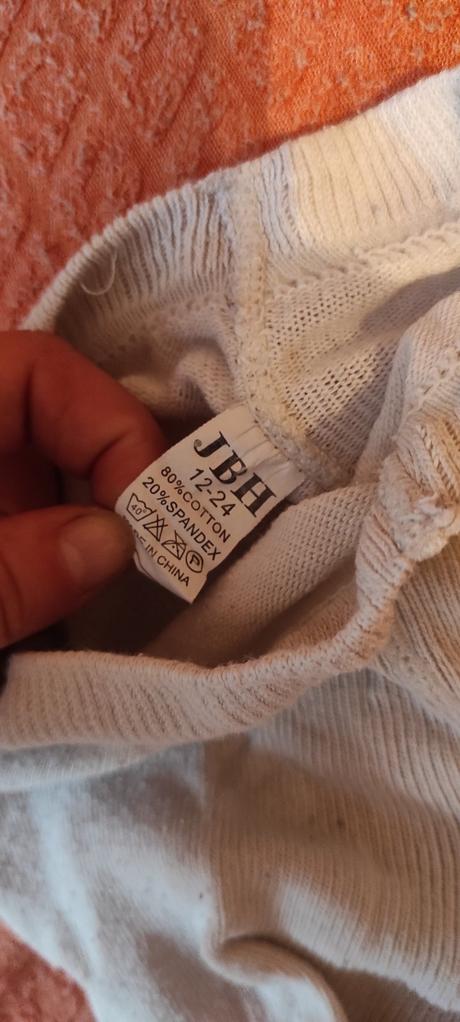 JBH
12-24
80%COTTON
20%SPANDEX
40°
P
IN CHINA